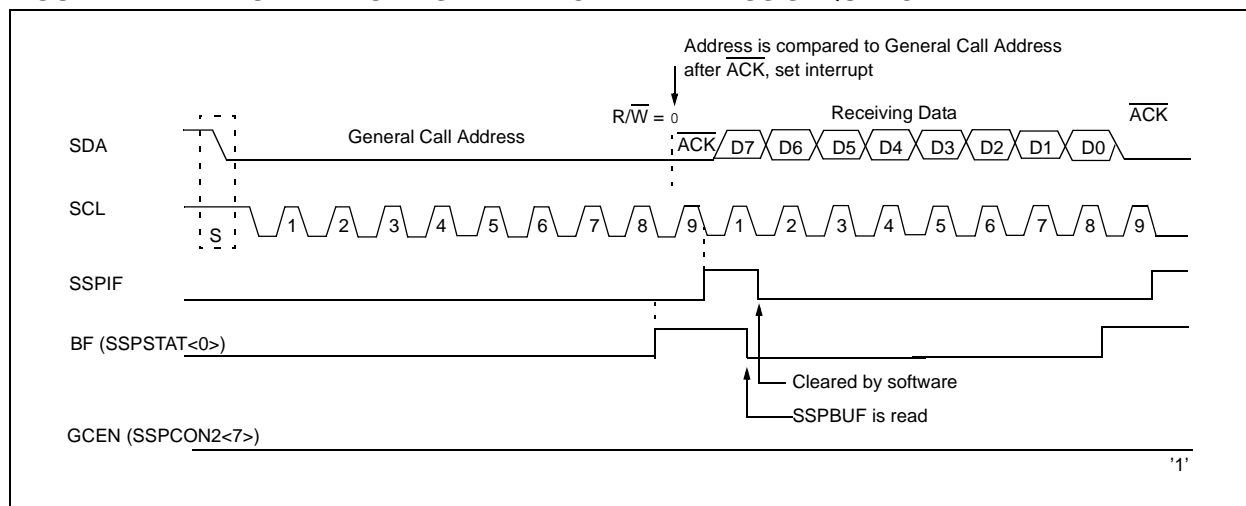 Address is compared to General Call Address
after ACK, set interrupt
R/W = 0
General Call Address
ACK
Receiving Data
ACK
SDA
D7 D6 D5 D4 D3 D2 D1 D0
SCL
S
1 2 3 4 5 6 7 8 9 1 2 3 4 5 6 7 8 9
SSPIF
BF (SSPSTAT<0>)
Cleared by software
SSPBUF is read
GCEN (SSPCON2<7>)
'1'